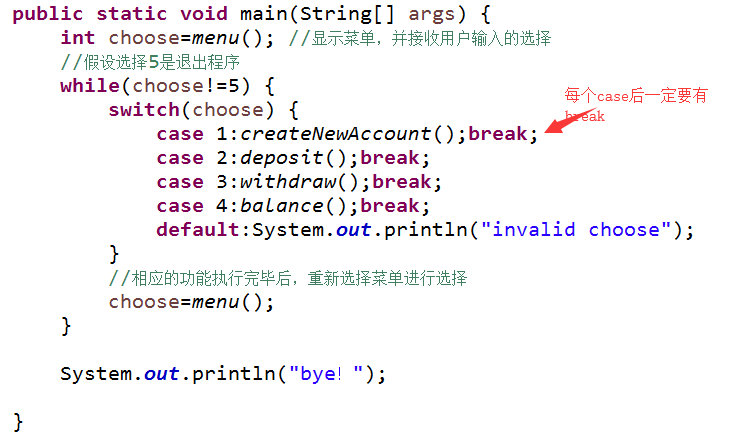 public static void main(String[] args) {
int choose=menu(); //显示菜单，并接收用户输入的选择
//假设选择5是退出程序
while(choose!=5) {
switch(choose) {
每个case后一定要有
break
case 1:createNewAccount();break;
case 2:deposit();break;
case 3:withdraw();break;
case 4:balance();break;
default:System.out.println("invalid choose");
}
//相应的功能执行完毕后，重新选择菜单进行选择
choose=menu();
}
System.out.println("bye！");
}